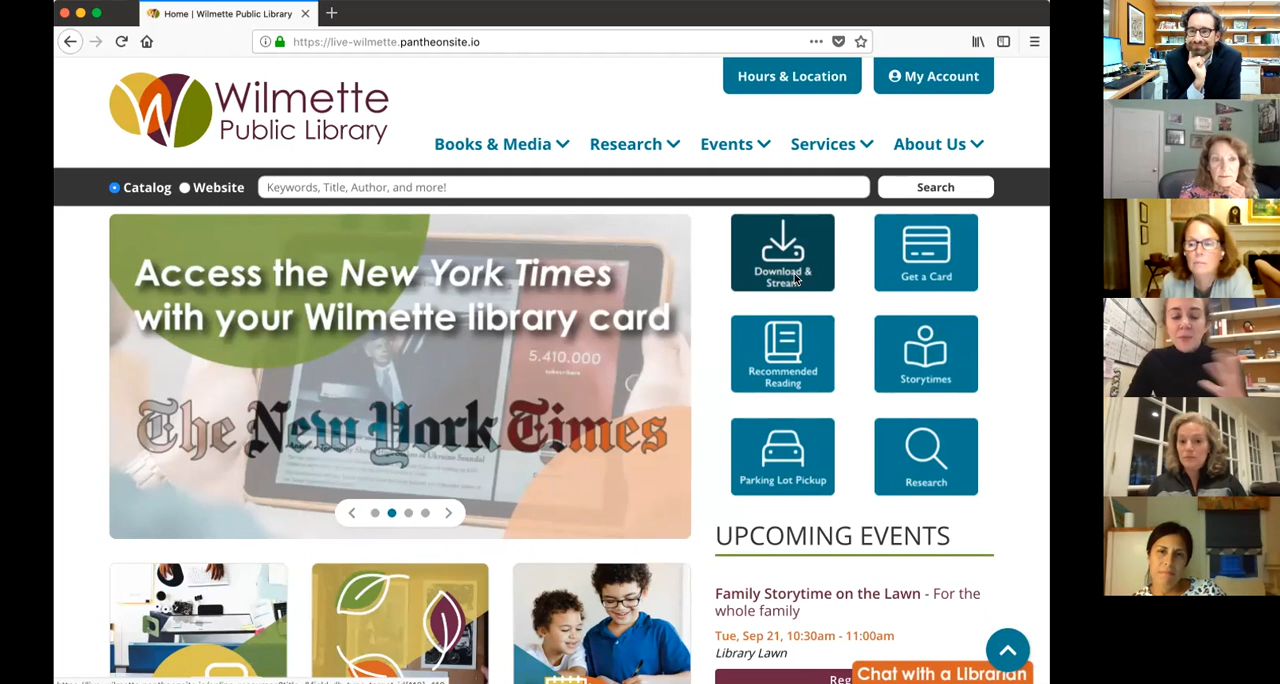 Home | Wilmette Public Library
https://live-wilmette.pantheonsite.io
Hours & Location
My Account
Wilmette
Public Library
Books & Media
Research
Events
Services
About Us
Catalog
Website
Keywords, Title, Author, and more!
Search
Access the New York Times
with your Wilmette library card
5.410.000
The New York Times
Download &
Stream
Get a Card
Recommended
Reading
Storytimes
Parking Lot Pickup
Research
UPCOMING EVENTS
Family Storytime on the Lawn - For the
whole family
Tue, Sep 21, 10:30am - 11:00am
Library Lawn
Reg
Chat with a Librarian